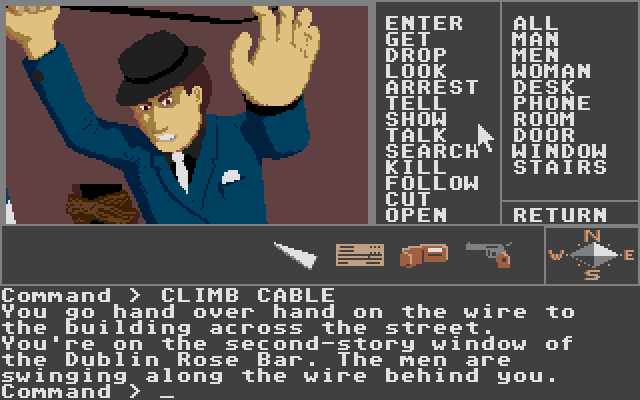 ENTER
GET
DROP
LOOK
ARREST
TELL
SHOW
TALK
SEARCH
KILL
FOLLOW
CUT
OPEN
ALL
MAN
MEN
WOMAN
DESK
PHONE
ROOM
DOOR
WINDOW
STAIRS
RETURN
N
W E
S
Command > CLIMB CABLE
You go hand over hand on the wire to
the building across the street.
You're on the second-story window of
the Dublin Rose Bar. The men are
swinging along the wire behind you.
Command > _